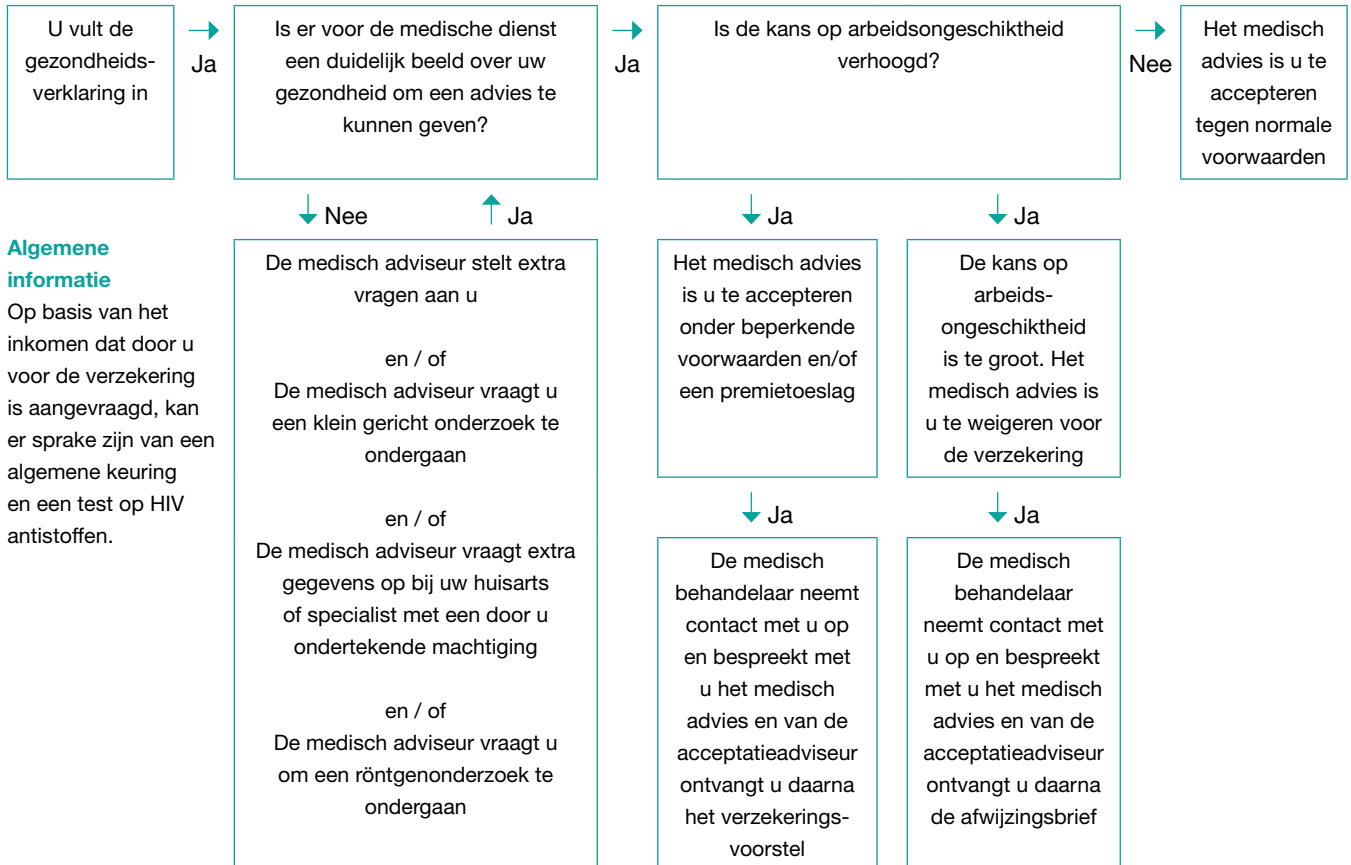 U vult de
gezondheids-
verklaring in
Ja
Is er voor de medische dienst
een duidelijk beeld over uw
gezondheid om een advies te
kunnen geven?
Ja
Is de kans op arbeidsongeschiktheid
verhoogd?
Nee
Het medisch
advies is u te
accepteren
tegen normale
voorwaarden
Nee
Ja
Ja
Ja
Algemene
informatie
Op basis van het
inkomen dat door u
voor de verzekering
is aangevraagd, kan
er sprake zijn van een
algemene keuring
en een test op HIV
antistoffen.
De medisch adviseur stelt extra
vragen aan u
en / of
De medisch adviseur vraagt u
een klein gericht onderzoek te
ondergaan
en / of
De medisch adviseur vraagt extra
gegevens op bij uw huisarts
of specialist met een door u
ondertekende machtiging
en / of
De medisch adviseur vraagt u
om een röntgenonderzoek te
ondergaan
Het medisch advies
is u te accepteren
onder beperkende
voorwaarden en/of
een premietoeslag
De kans op
arbeids-
ongeschiktheid
is te groot. Het
medisch advies is
u te weigeren voor
de verzekering
Ja
Ja
De medisch
behandelaar neemt
contact met u op
en bespreekt met
u het medisch
advies en van de
acceptatieadviseur
ontvangt u daarna
het verzekerings-
voorstel
De medisch
behandelaar
neemt contact met
u op en bespreekt
met u het medisch
advies en van de
acceptatieadviseur
ontvangt u daarna
de afwijzingsbrief